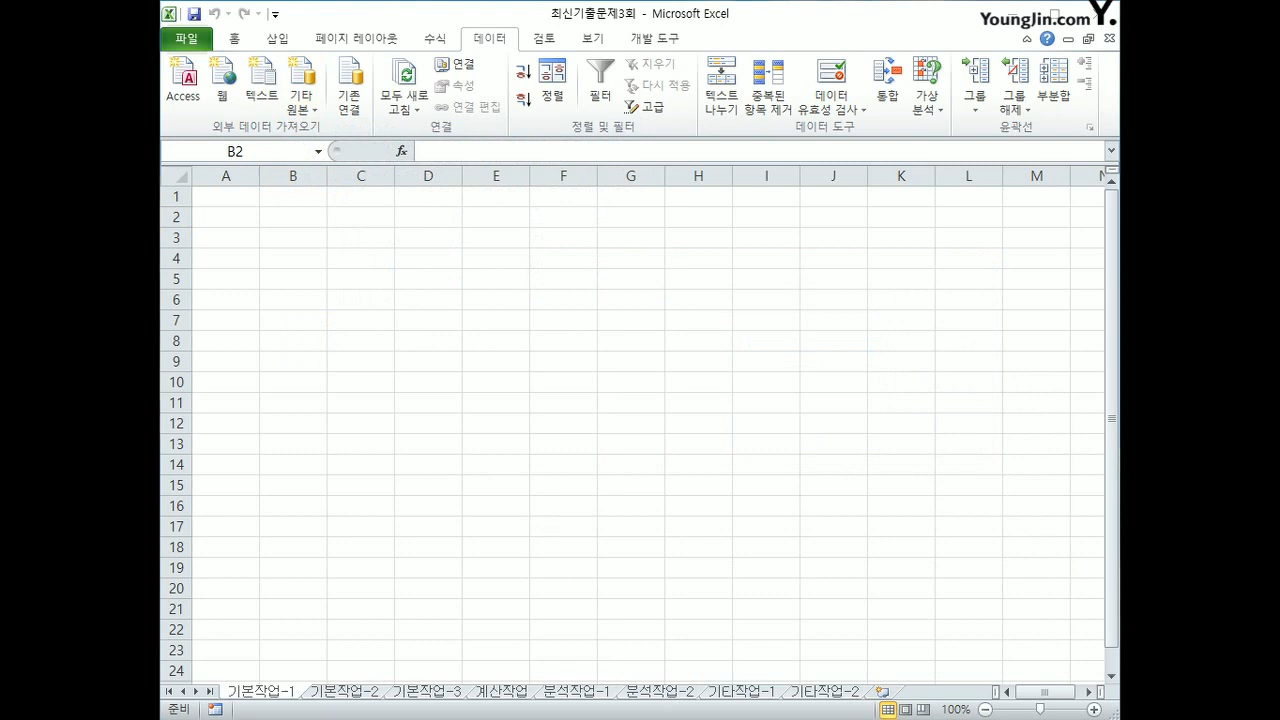 최신기출문제3회 - Microsoft Excel
YoungJin.com Y.
파일 홈 삽입 페이지 레이아웃 수식 데이터 검토 보기 개발 도구
Access 웹 텍스트 기타 원본 기존 연결
외부 데이터 가져오기
모두 새로 고침 연결 속성 연결 편집
연결
정렬 필터 지우기 다시 적용 고급
정렬 및 필터
텍스트 나누기 중복된 항목 제거 데이터 유효성 검사 통합 가상 분석
데이터 도구
그룹 그룹 해제 부분합
윤곽선
B2 fx
A B C D E F G H I J K L M N
1
2
3
4
5
6
7
8
9
10
11
12
13
14
15
16
17
18
19
20
21
22
23
24
기본작업-1 기본작업-2 기본작업-3 계산작업 분석작업-1 분석작업-2 기타작업-1 기타작업-2
준비 100%